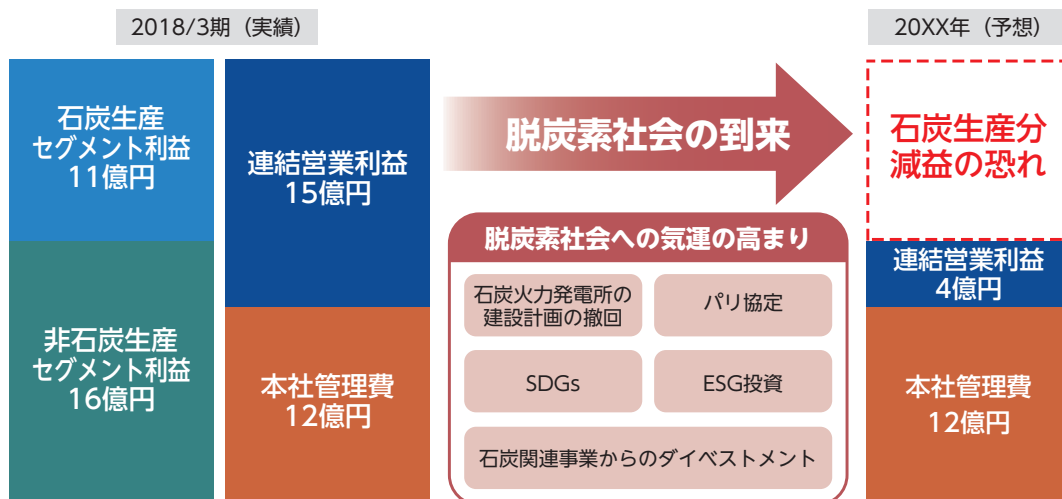 2018/3期（実績）
石炭生産
セグメント利益
11億円
非石炭生産
セグメント利益
16億円
連結営業利益
15億円
本社管理費
12億円
脱炭素社会の到来
脱炭素社会への気運の高まり
石炭火力発電所の
建設計画の撤回
パリ協定
SDGs
ESG投資
石炭関連事業からのダイベストメント
20XX年（予想）
石炭生産分
減益の恐れ
連結営業利益
4億円
本社管理費
12億円